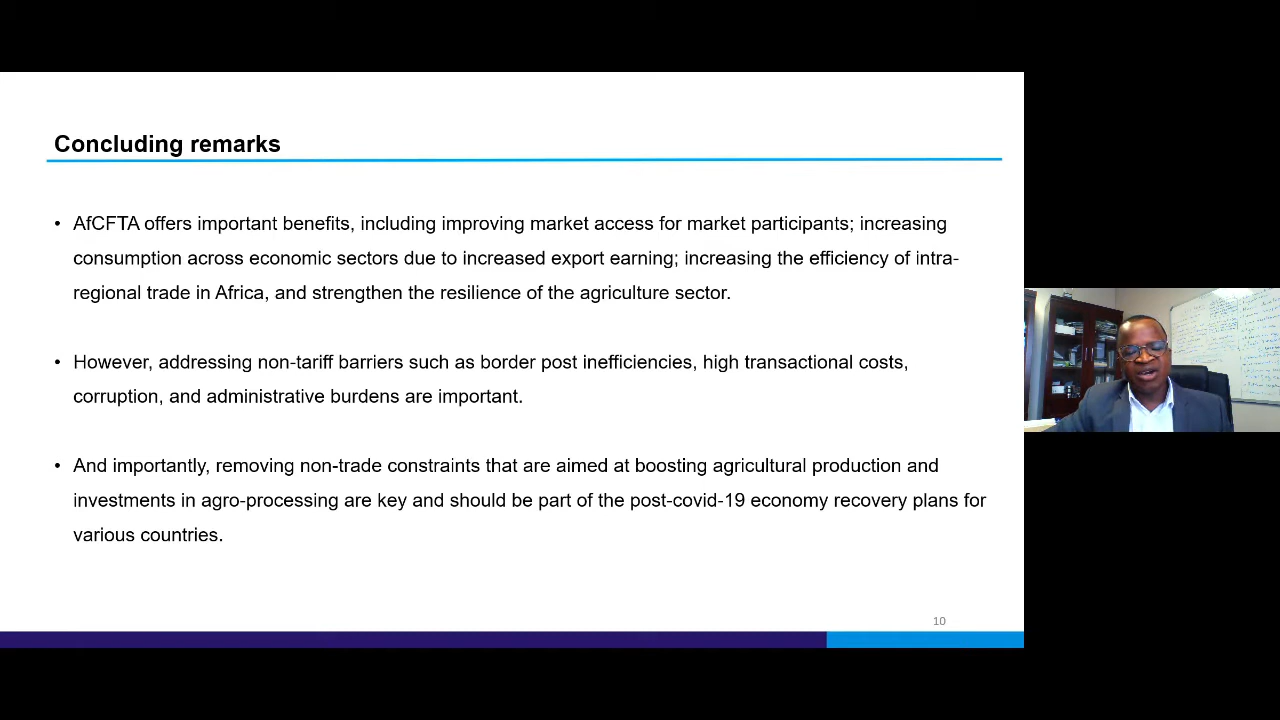 Concluding remarks
• AfCFTA offers important benefits, including improving market access for market participants; increasing
consumption across economic sectors due to increased export earning; increasing the efficiency of intra-
regional trade in Africa, and strengthen the resilience of the agriculture sector.
• However, addressing non-tariff barriers such as border post inefficiencies, high transactional costs,
corruption, and administrative burdens are important.
• And importantly, removing non-trade constraints that are aimed at boosting agricultural production and
investments in agro-processing are key and should be part of the post-covid-19 economy recovery plans for
various countries.
10